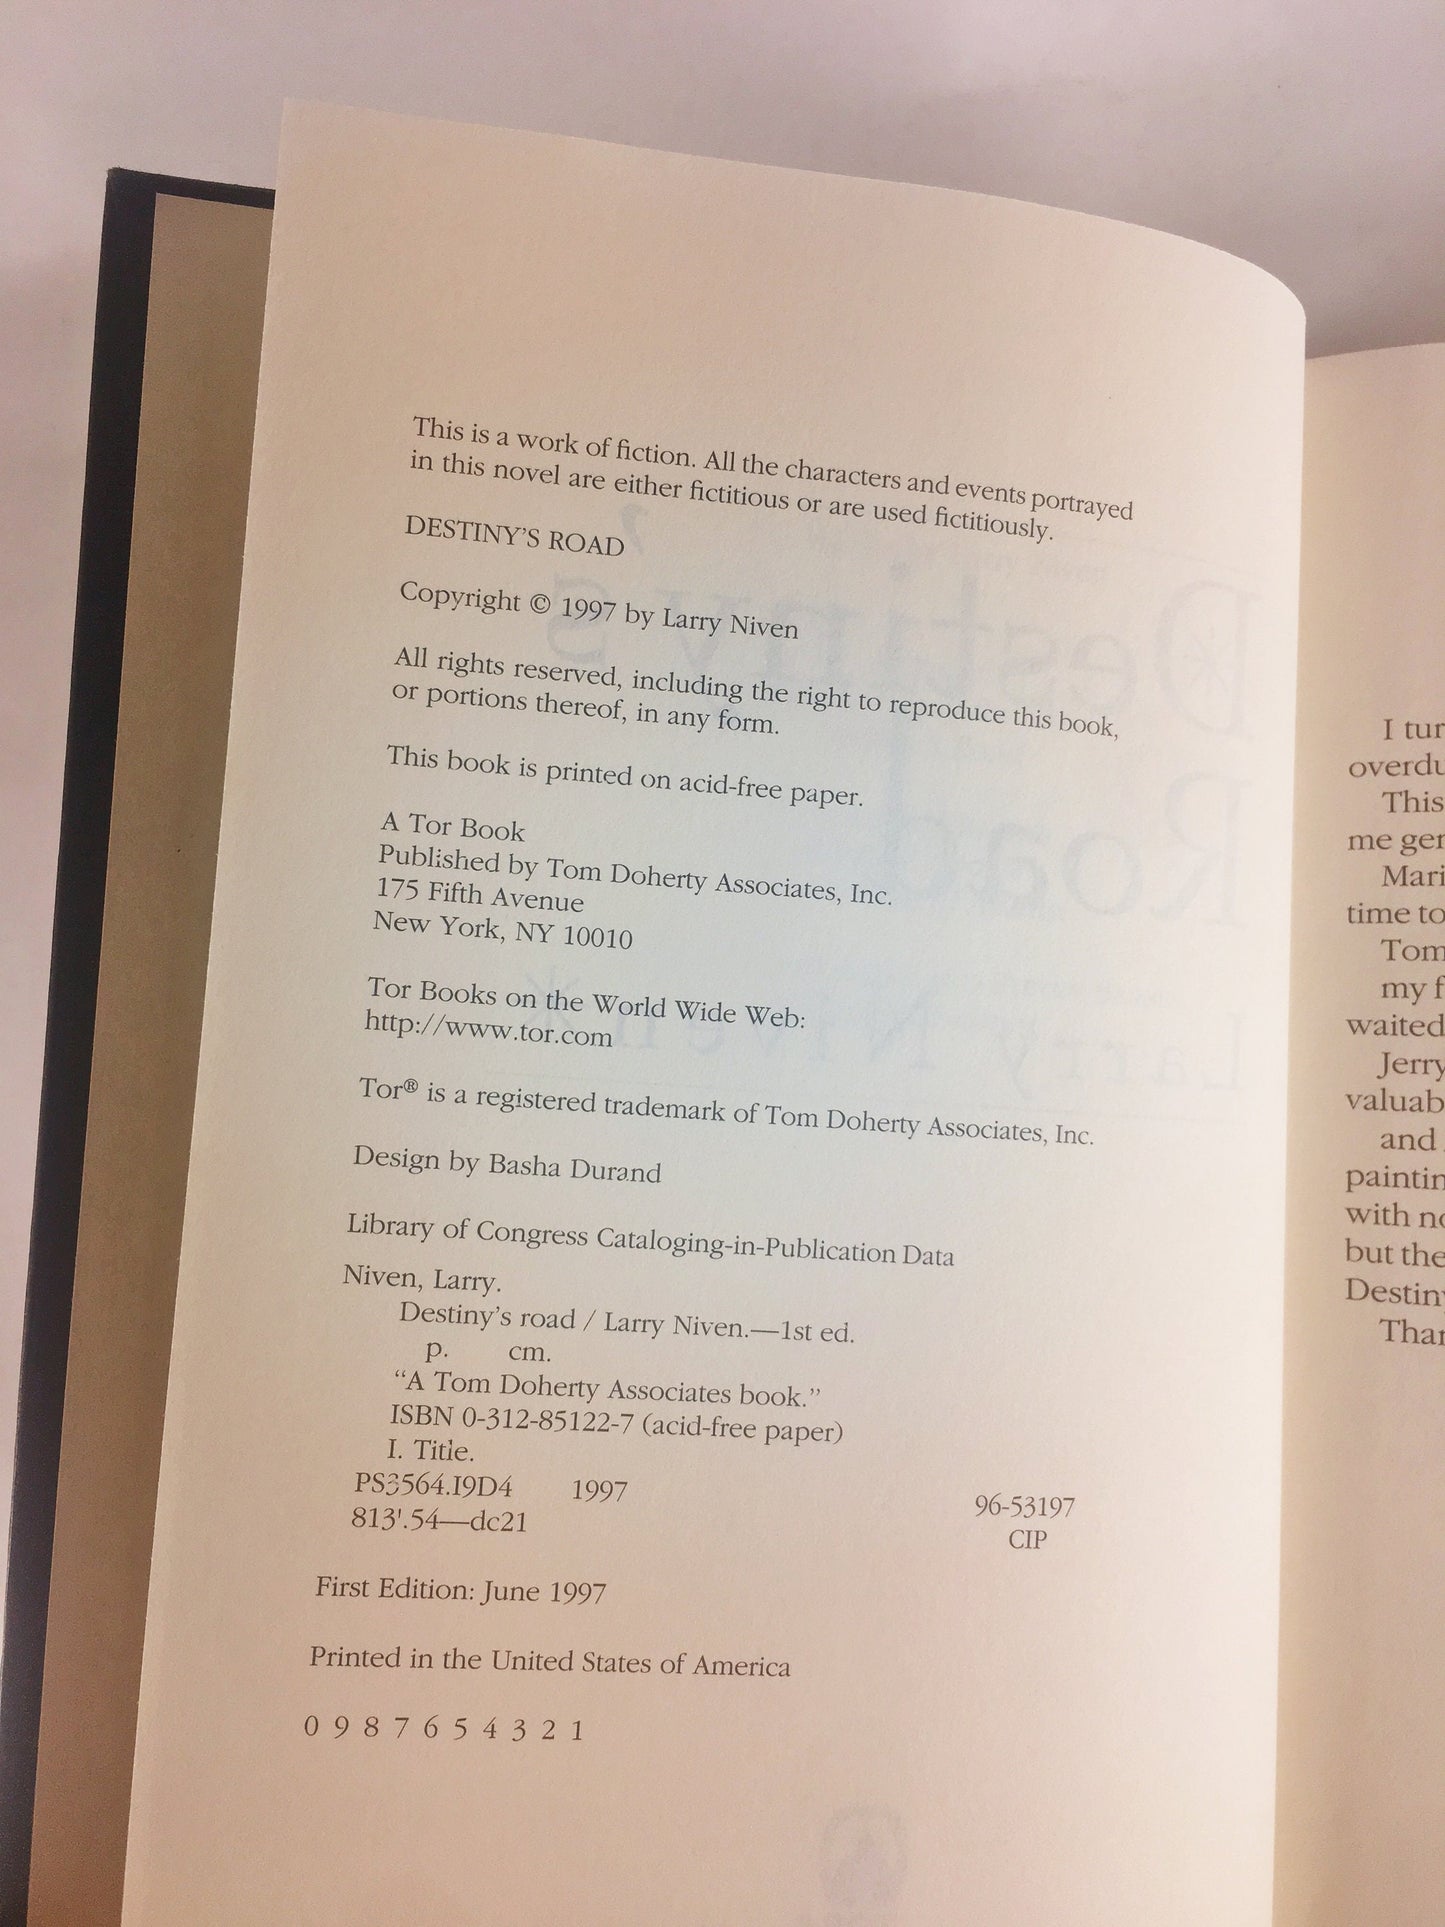 This is a work of fiction. All the characters and events portrayed
in this novel are either fictitious or are used fictitiously.
DESTINY'S ROAD
Copyright © 1997 by Larry Niven
All rights reserved, including the right to reproduce this book,
or portions thereof, in any form.
This book is printed on acid-free paper.
A Tor Book
Published by Tom Doherty Associates, Inc.
175 Fifth Avenue
New York, NY 10010
Tor Books on the World Wide Web:
http://www.tor.com
Tor® is a registered trademark of Tom Doherty Associates, Inc.
Design by Basha Durand
Library of Congress Cataloging-in-Publication Data
Niven, Larry.
Destiny's road / Larry Niven.—1st ed.
p. cm.
"A Tom Doherty Associates book."
ISBN 0-312-85122-7 (acid-free paper)
I. Title.
PS3564.I9D4 1997 96-53197
813'.54—dc21 CIP
First Edition: June 1997
Printed in the United States of America
0 9 8 7 6 5 4 3 2 1
I tur
overdu
This
me ger
Mari
time to
Tom
my f
waited
Jerry
valuab
and
paintin
with no
but the
Destiny
Than